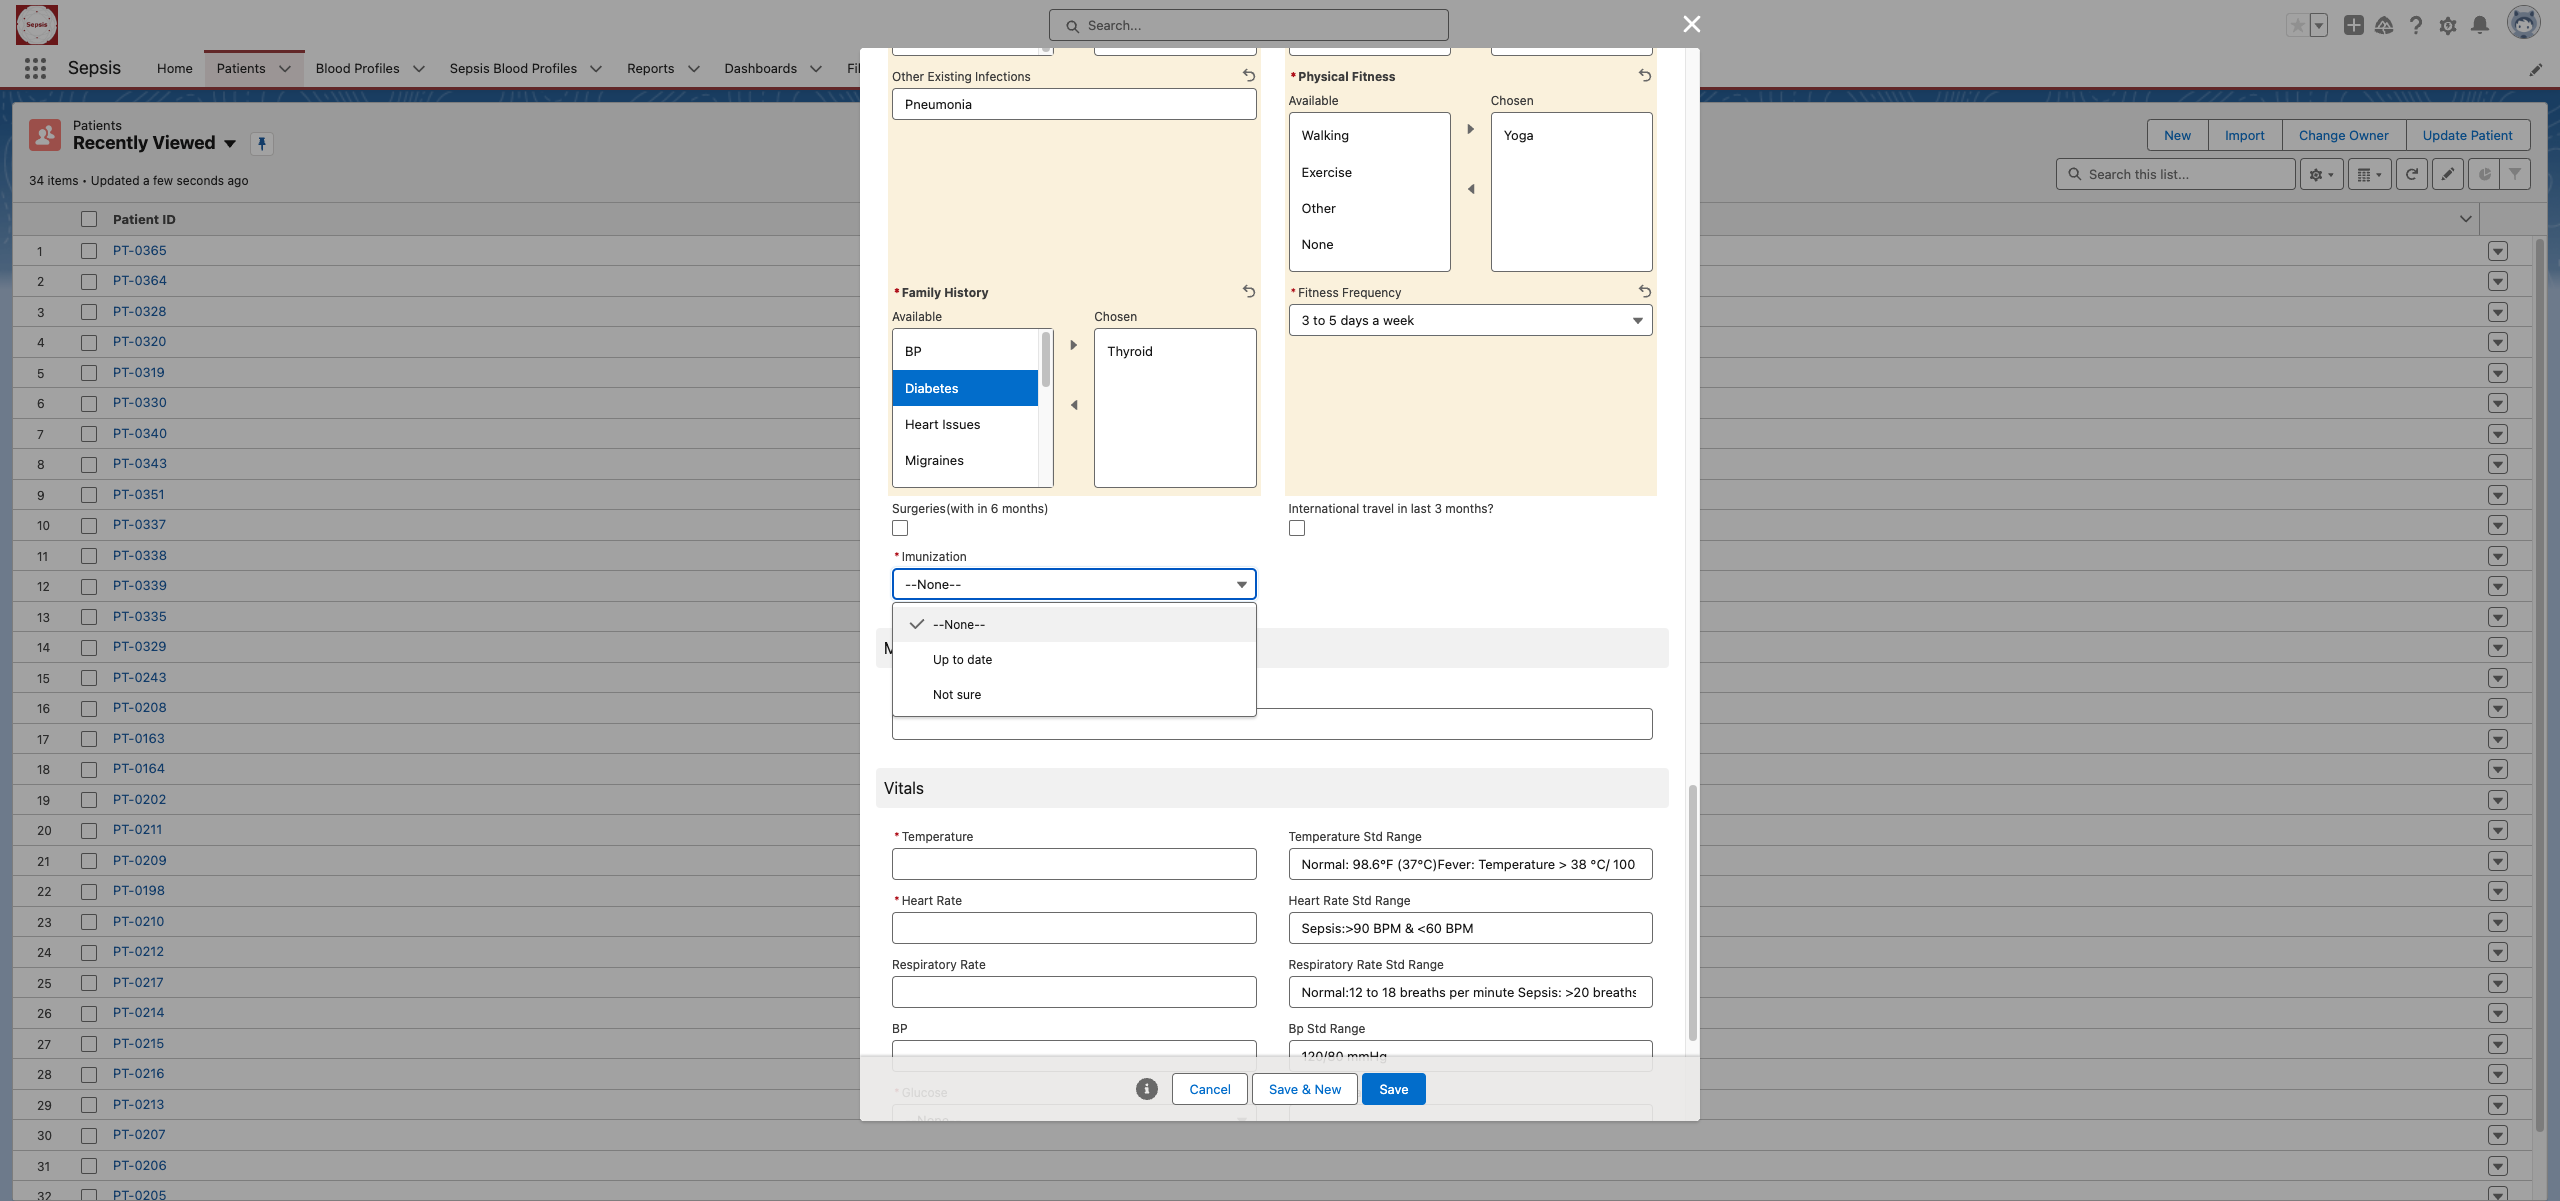 Sepsis
Search...
Sepsis
Home
Patients
Blood Profiles
Sepsis Blood Profiles
Reports
Dashboards
Patients
Recently Viewed
34 items • Updated a few seconds ago
New
Import
Change Owner
Update Patient
Search this list...
Patient ID
1 PT-0365
2 PT-0364
3 PT-0328
4 PT-0320
5 PT-0319
6 PT-0330
7 PT-0340
8 PT-0343
9 PT-0351
10 PT-0337
11 PT-0338
12 PT-0339
13 PT-0335
14 PT-0329
15 PT-0243
16 PT-0208
17 PT-0163
18 PT-0164
19 PT-0202
20 PT-0211
21 PT-0209
22 PT-0198
23 PT-0210
24 PT-0212
25 PT-0217
26 PT-0214
27 PT-0215
28 PT-0216
29 PT-0213
30 PT-0207
31 PT-0206
32 PT-0205
Other Existing Infections
Pneumonia
*Physical Fitness
Available
Chosen
Walking
Exercise
Other
None
Yoga
*Family History
Available
Chosen
BP
Diabetes
Heart Issues
Migraines
Thyroid
*Fitness Frequency
3 to 5 days a week
Surgeries(with in 6 months)
International travel in last 3 months?
*Imunization
--None--
--None--
Up to date
Not sure
Vitals
*Temperature
Temperature Std Range
Normal: 98.6°F (37°C)Fever: Temperature > 38 °C/ 100
*Heart Rate
Heart Rate Std Range
Sepsis:>90 BPM & <60 BPM
Respiratory Rate
Respiratory Rate Std Range
Normal:12 to 18 breaths per minute Sepsis: >20 breaths
BP
Bp Std Range
120/80 mmHg
*Glucose
Cancel
Save & New
Save